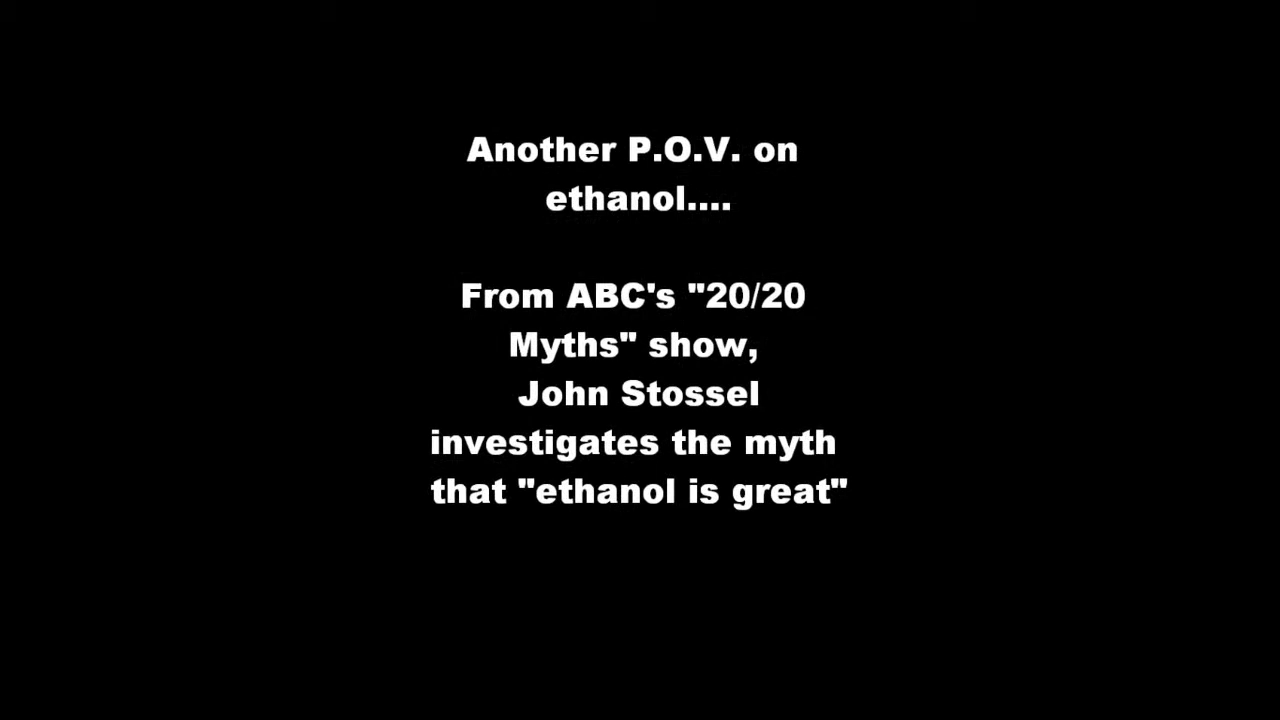 Another P.O.V. on
ethanol....
From ABC's "20/20
Myths" show,
John Stossel
investigates the myth
that "ethanol is great"